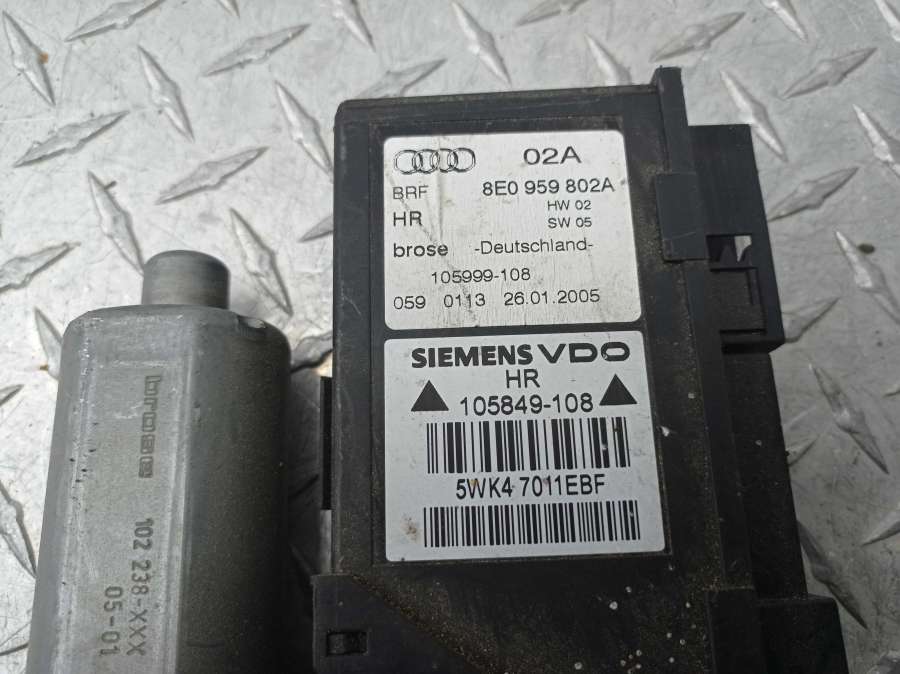 02A
BRF 8E0 959 802A
HR HW 02
SW 05
brose -Deutschland-
105999-108
059 0113 26.01.2005
SIEMENS VDO
HR
105849-108
5WK4 7011EBF
brose 102 238-XXX
05-01